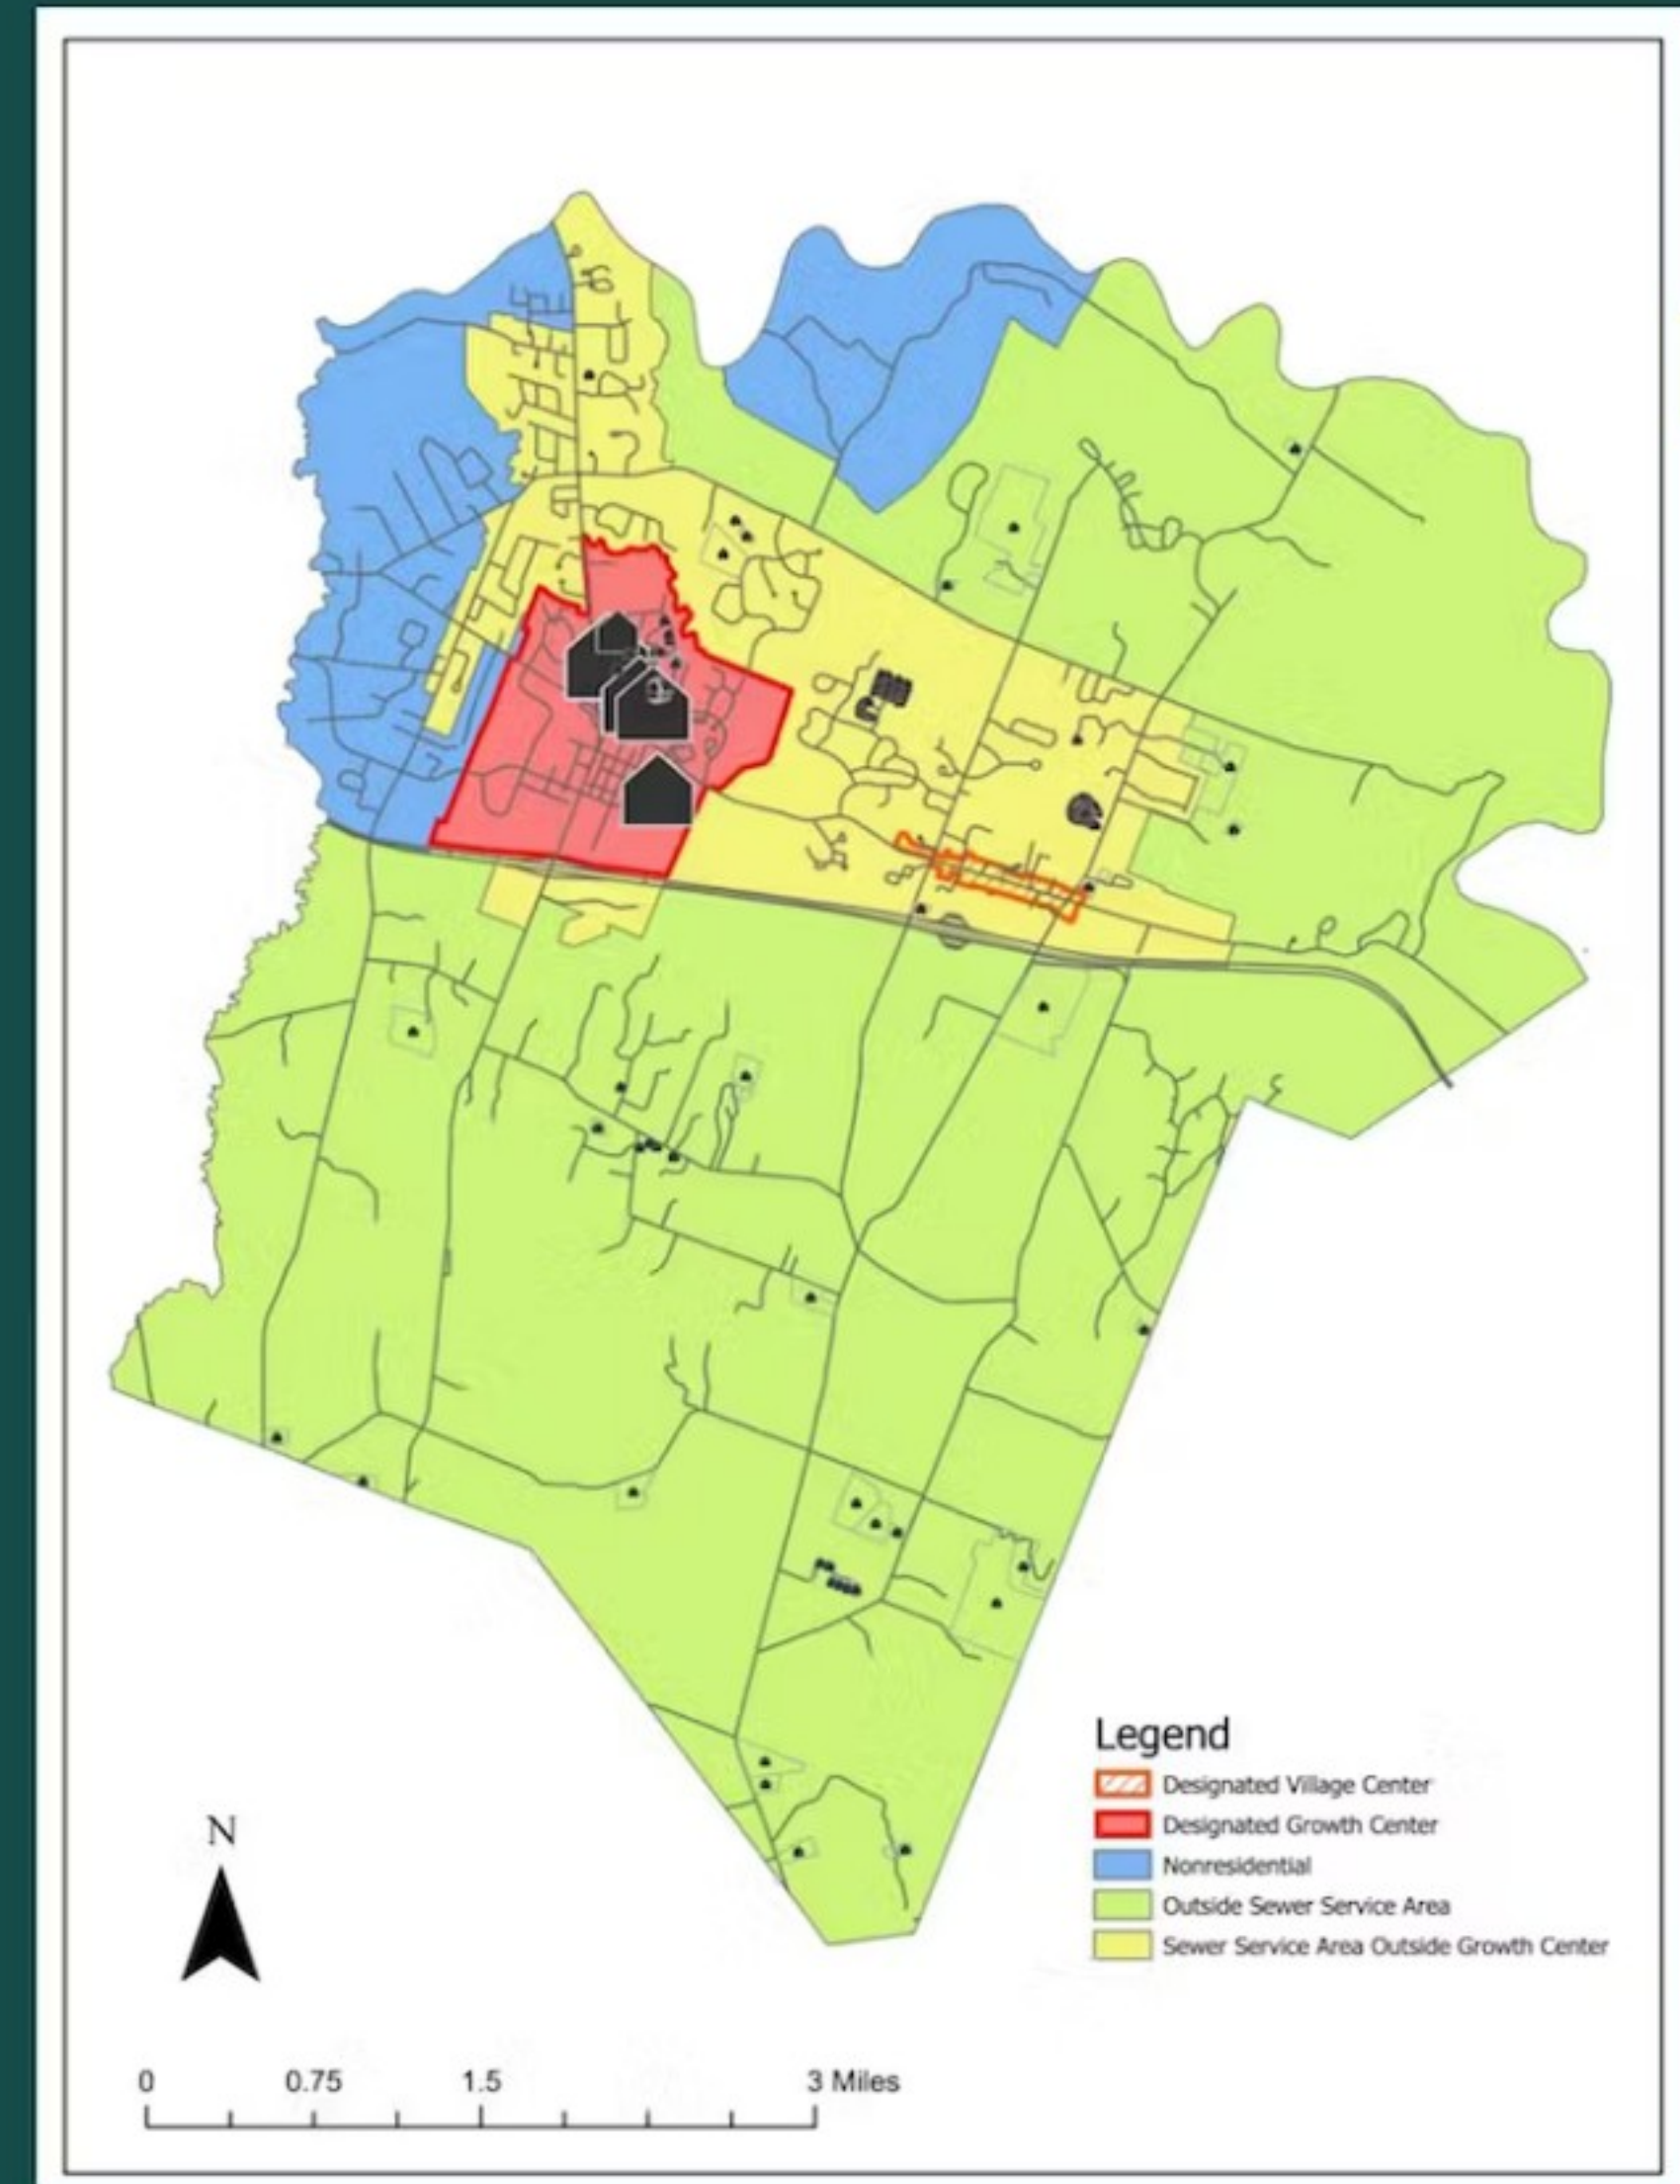 Legend
Designated Village Center
Designated Growth Center
Nonresidential
Outside Sewer Service Area
Sewer Service Area Outside Growth Center
N
0 0.75 1.5 3 Miles